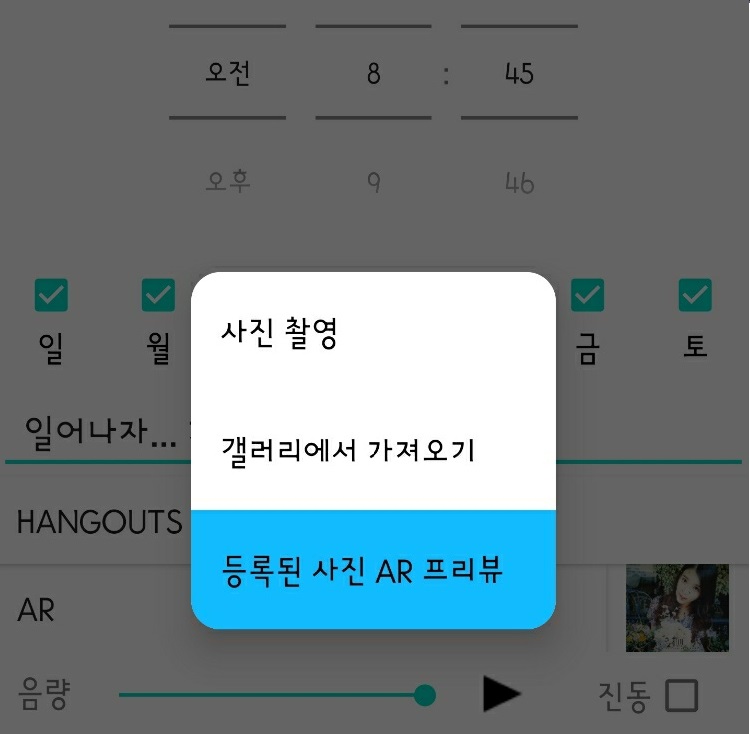 오전 8 : 45
오후 9 46
사진 촬영
일 월 금 토
갤러리에서 가져오기
일어나자...
HANGOUTS
등록된 사진 AR 프리뷰
AR
음량 진동